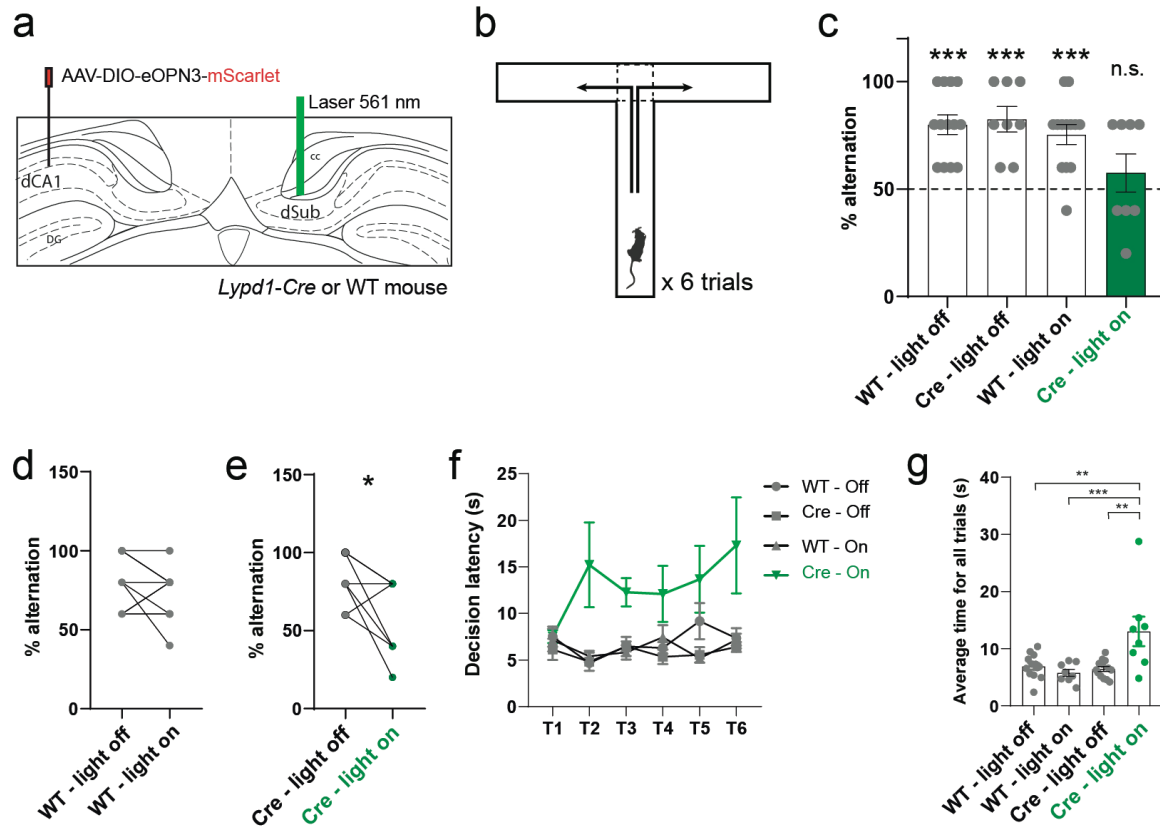 a
AAV-DIO-eOPN3-mScarlet
Laser 561 nm
cc
dCA1
dSub
DG
Lypd1-Cre or WT mouse
b
x 6 trials
c
% alternation
100
50
0
***
***
***
n.s.
WT - light off
Cre - light off
WT - light on
Cre - light on
d
% alternation
150
100
50
0
WT - light off
WT - light on
e
% alternation
150
100
50
0
*
Cre - light off
Cre - light on
f
Decision latency (s)
25
20
15
10
5
0
T1 T2 T3 T4 T5 T6
WT - Off
Cre - Off
WT - On
Cre - On
g
Average time for all trials (s)
40
30
20
10
0
**
***
**
WT - light off
WT - light on
Cre - light off
Cre - light on